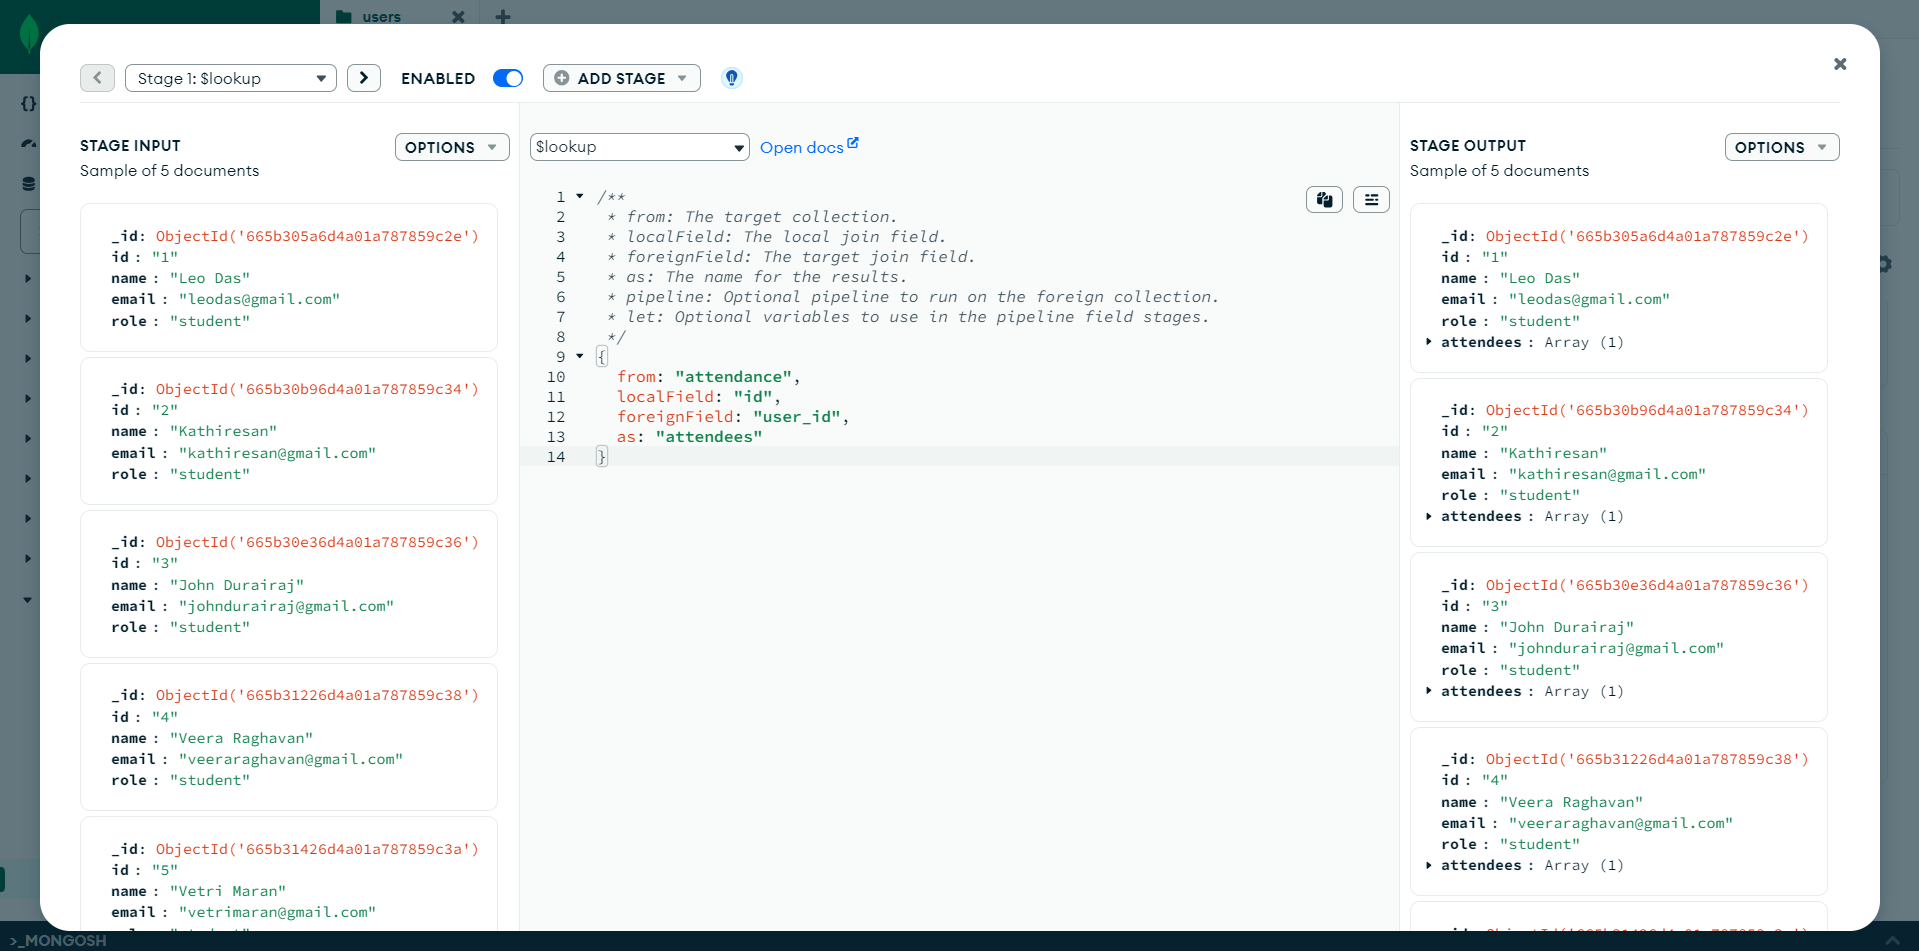 users
Stage 1: $lookup
ENABLED
ADD STAGE
STAGE INPUT
OPTIONS
Sample of 5 documents
_id: ObjectId('665b305a6d4a01a787859c2e')
id : "1"
name : "Leo Das"
email : "leodas@gmail.com"
role : "student"
_id: ObjectId('665b30b96d4a01a787859c34')
id : "2"
name : "Kathiresan"
email : "kathiresan@gmail.com"
role : "student"
_id: ObjectId('665b30e36d4a01a787859c36')
id : "3"
name : "John Durairaj"
email : "johndurairaj@gmail.com"
role : "student"
_id: ObjectId('665b31226d4a01a787859c38')
id : "4"
name : "Veera Raghavan"
email : "veeraraghavan@gmail.com"
role : "student"
_id: ObjectId('665b31426d4a01a787859c3a')
id : "5"
name : "Vetri Maran"
email : "vetrimaran@gmail.com"
$lookup
Open docs
1 /**
2 * from: The target collection.
3 * localField: The local join field.
4 * foreignField: The target join field.
5 * as: The name for the results.
6 * pipeline: Optional pipeline to run on the foreign collection.
7 * let: Optional variables to use in the pipeline field stages.
8 */
9 {
10 from: "attendance",
11 localField: "id",
12 foreignField: "user_id",
13 as: "attendees"
14 }
STAGE OUTPUT
OPTIONS
Sample of 5 documents
_id: ObjectId('665b305a6d4a01a787859c2e')
id : "1"
name : "Leo Das"
email : "leodas@gmail.com"
role : "student"
attendees : Array (1)
_id: ObjectId('665b30b96d4a01a787859c34')
id : "2"
name : "Kathiresan"
email : "kathiresan@gmail.com"
role : "student"
attendees : Array (1)
_id: ObjectId('665b30e36d4a01a787859c36')
id : "3"
name : "John Durairaj"
email : "johndurairaj@gmail.com"
role : "student"
attendees : Array (1)
_id: ObjectId('665b31226d4a01a787859c38')
id : "4"
name : "Veera Raghavan"
email : "veeraraghavan@gmail.com"
role : "student"
attendees : Array (1)
>_MONGOSH